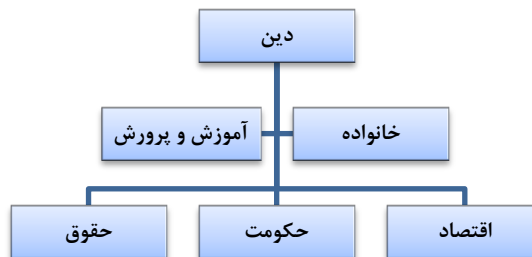 دین
خانواده
آموزش و پرورش
اقتصاد
حکومت
حقوق